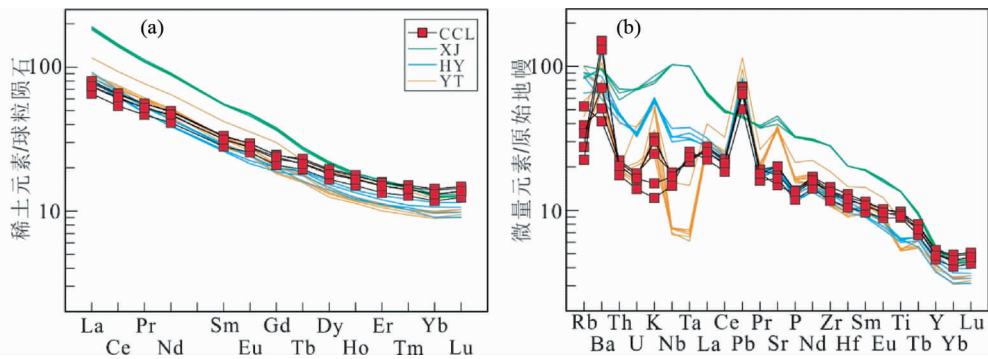 (a)
稀土元素/球粒陨石
100
10
CCL
XJ
HY
YT
La Pr Sm Gd Dy Er Yb
Ce Nd Eu Tb Ho Tm Lu
(b)
微量元素/原始地幔
100
10
Rb Th K Ta Ce Pr P Zr Sm Ti Y Lu
Ba U Nb La Pb Sr Nd Hf Eu Tb Yb